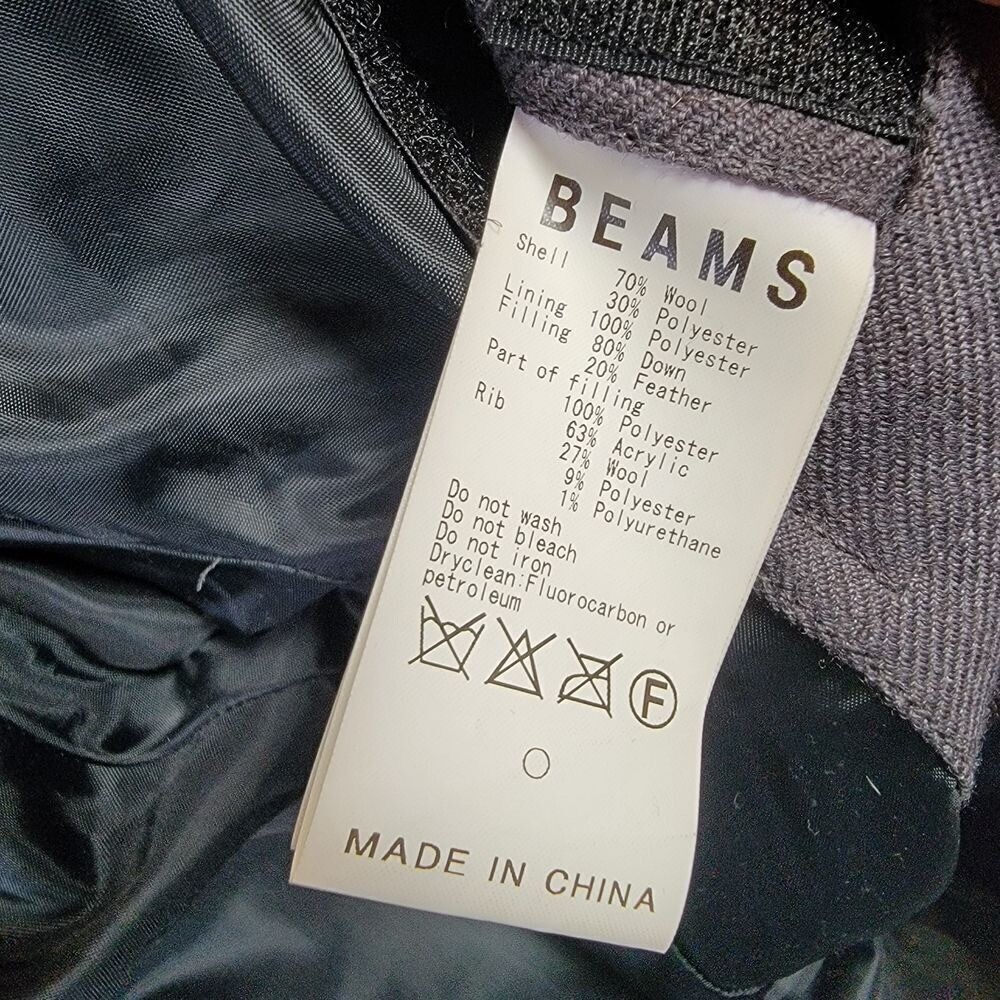 BEAMS
Shell 70% Wool
30% Polyester
Lining 100% Polyester
Filling 80% Down
20% Feather
Part of filling
100% Polyester
Rib 63% Acrylic
27% Wool
9% Polyester
1% Polyurethane
Do not wash
Do not bleach
Do not iron
Dryclean:Fluorocarbon or
petroleum
F
MADE IN CHINA